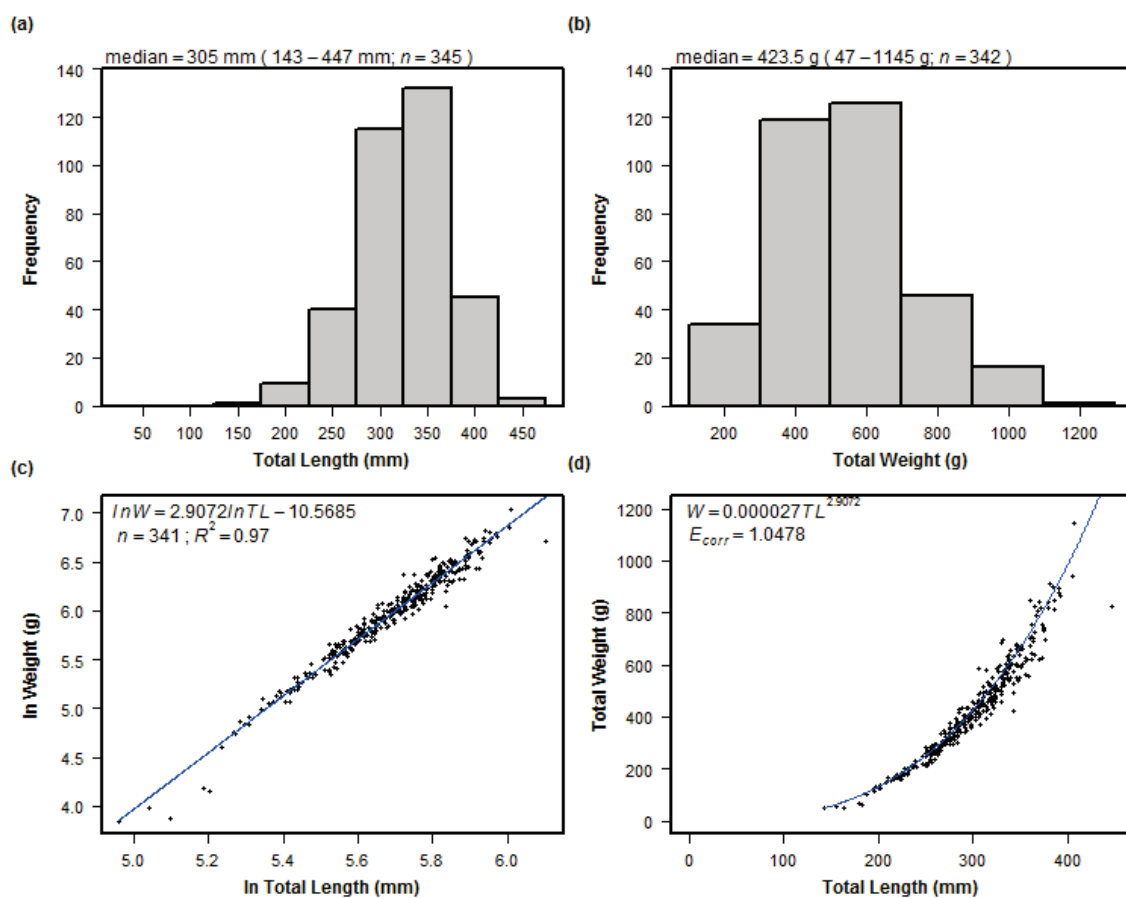 (a)
median = 305 mm ( 143 – 447 mm; n = 345 )
140
120
100
80
60
40
20
0
Frequency
50 100 150 200 250 300 350 400 450
Total Length (mm)
(b)
median = 423.5 g ( 47 – 1145 g; n = 342 )
140
120
100
80
60
40
20
0
Frequency
200 400 600 800 1000 1200
Total Weight (g)
(c)
lnW = 2.9072lnTL – 10.5685
n = 341 ; R² = 0.97
7.0
6.5
6.0
5.5
5.0
4.5
4.0
ln Weight (g)
5.0 5.2 5.4 5.6 5.8 6.0
ln Total Length (mm)
(d)
W = 0.000027TL^2.9072
E_corr = 1.0478
1200
1000
800
600
400
200
0
Total Weight (g)
0 100 200 300 400
Total Length (mm)